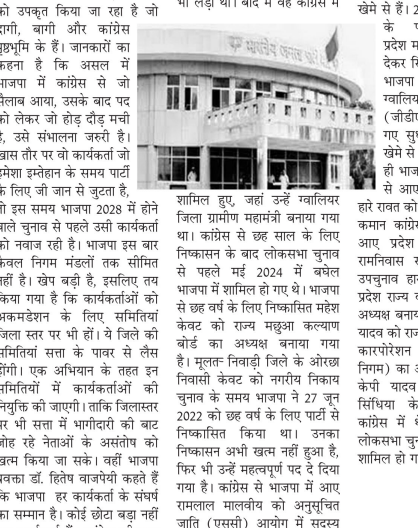 को उपकृत किया जा रहा है जो
दागी, बागी और कांग्रेस
पृष्ठभूमि के हैं। जानकारों का
कहना है कि असल में
भाजपा में कांग्रेस से जो
सैलाब आया, उसके बाद पद
को लेकर जो होड़ दौड़ मची
है, उसे संभालना जरुरी है।
खास तौर पर वो कार्यकर्ता जो
हमेशा इम्तेहान के समय पार्टी
के लिए जी जान से जुटता है,
तो इस समय भाजपा 2028 में होने
वाले चुनाव से पहले उसी कार्यकर्ता
को नवाज रही है। भाजपा इस बार
केवल निगम मंडलों तक सीमित
नहीं है। खेप बड़ी है, इसलिए तय
किया गया है कि कार्यकर्ताओं को
अकमडेशन के लिए समितियां
जिला स्तर पर भी हों। ये जिले की
समितियां सत्ता के पावर से लैस
होंगी। एक अभियान के तहत इन
समितियों में कार्यकर्ताओं की
नियुक्ति की जाएगी। ताकि जिलास्तर
पर भी सत्ता में भागीदारी की बाट
जोह रहे नेताओं के असंतोष को
खत्म किया जा सके। वहीं भाजपा
प्रवक्ता डॉ. हितेष वाजपेयी कहते हैं
कि भाजपा हर कार्यकर्ता के संघर्ष
का सम्मान है। कोई छोटा बड़ा नहीं
भी लड़ा था। बाद में वह कांग्रेस में
भारतीय जनता पार्टी
शामिल हुए, जहां उन्हें ग्वालियर
जिला ग्रामीण महामंत्री बनाया गया
था। कांग्रेस से छह साल के लिए
निष्कासन के बाद लोकसभा चुनाव
से पहले मई 2024 में बघेल
भाजपा में शामिल हो गए थे। भाजपा
से छह वर्ष के लिए निष्कासित महेश
केवट को राज्य मछुआ कल्याण
बोर्ड का अध्यक्ष बनाया गया
है। मूलतः निवाड़ी जिले के ओरछा
निवासी केवट को नगरीय निकाय
चुनाव के समय भाजपा ने 27 जून
2022 को छह वर्ष के लिए पार्टी से
निष्कासित किया था। उनका
निष्कासन अभी खत्म नहीं हुआ है,
फिर भी उन्हें महत्वपूर्ण पद दे दिया
गया है। कांग्रेस से भाजपा में आए
रामलाल मालवीय को अनुसूचित
जाति (एससी) आयोग में सदस्य
खेमे से हैं। 2
के
प्रदेश
देकर
भाजपा
ग्वालिय
(जीडीए
गए सुध
खेमे से
ही भाज
से आए
हारे रावत को
कमान कांग्रेस
आए प्रदेश
रामनिवास
उपचुनाव हार
प्रदेश राज्य
अध्यक्ष बनाय
यादव को राज
कारपोरेशन
निगम) का अ
केपी यादव
सिंधिया के
कांग्रेस में
लोकसभा चुन
शामिल हो ग